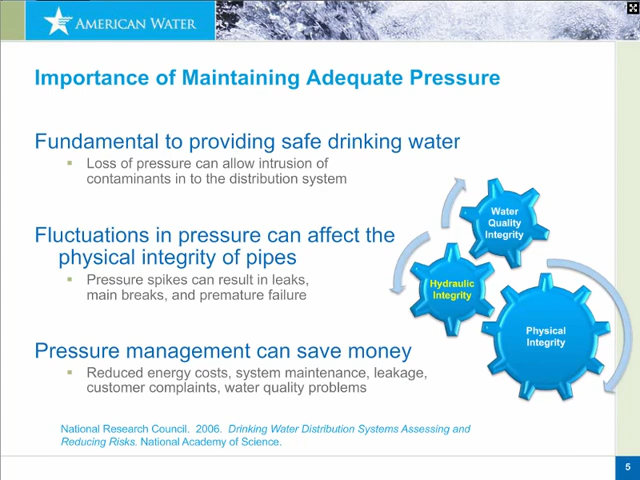 AMERICAN WATER
Importance of Maintaining Adequate Pressure
Fundamental to providing safe drinking water
Loss of pressure can allow intrusion of
contaminants in to the distribution system
Fluctuations in pressure can affect the
physical integrity of pipes
Pressure spikes can result in leaks,
main breaks, and premature failure
Pressure management can save money
Reduced energy costs, system maintenance, leakage,
customer complaints, water quality problems
Water
Quality
Integrity
Hydraulic
Integrity
Physical
Integrity
National Research Council.  2006.  Drinking Water Distribution Systems Assessing and
Reducing Risks. National Academy of Science.
5